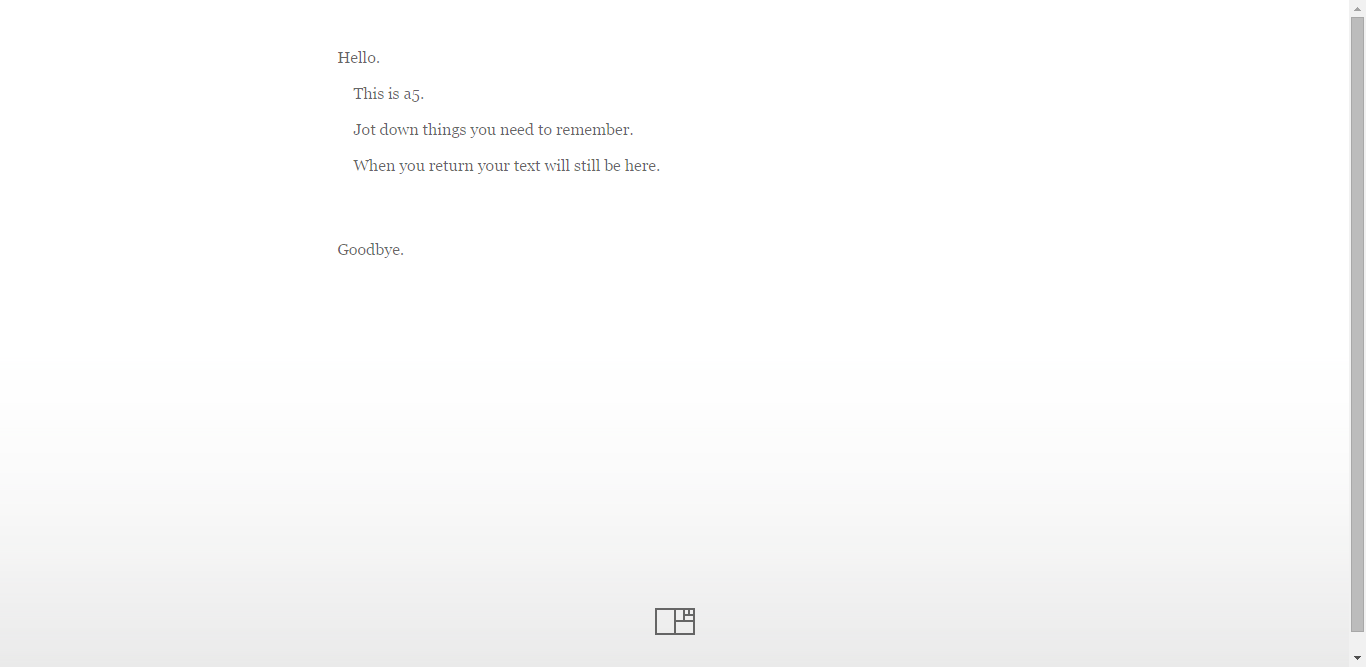 Hello.
This is a5.
Jot down things you need to remember.
When you return your text will still be here.
Goodbye.